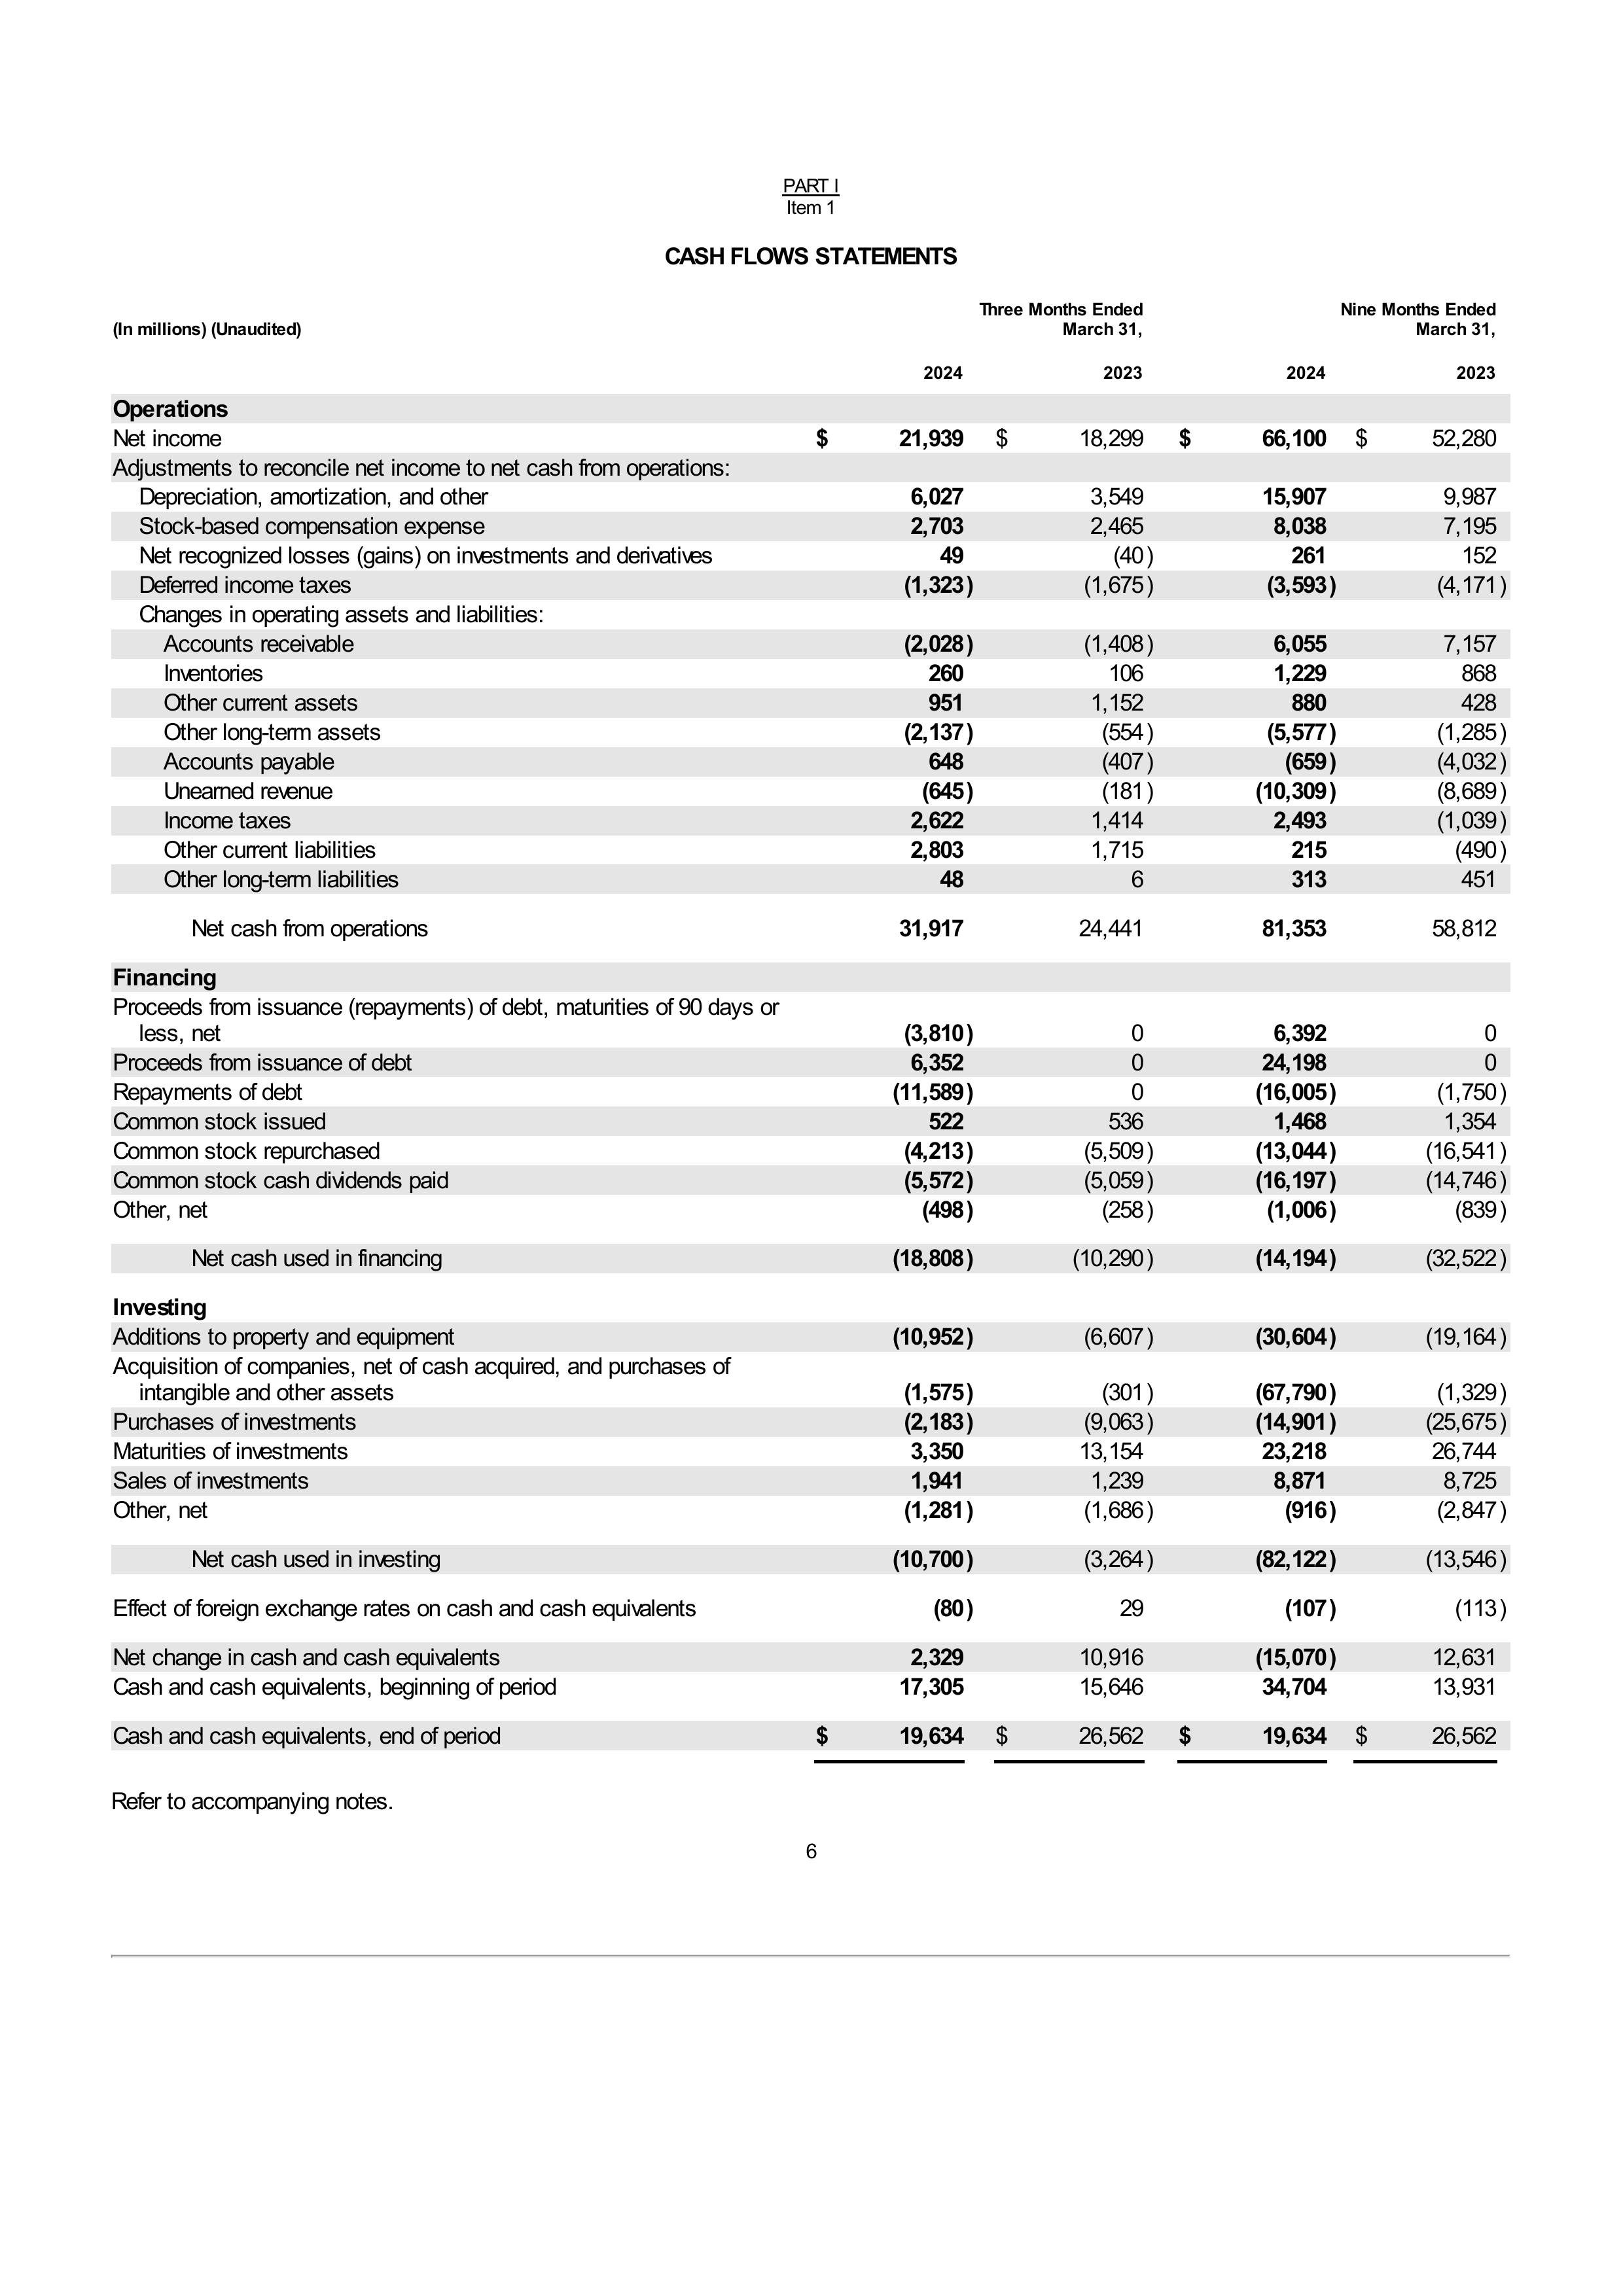 PART I
Item 1
CASH FLOWS STATEMENTS
Three Months Ended Nine Months Ended
(In millions) (Unaudited) March 31, March 31,
2024 2023 2024 2023
Operations
Net income $ 21,939 $ 18,299 $ 66,100 $ 52,280
Adjustments to reconcile net income to net cash from operations:
Depreciation, amortization, and other 6,027 3,549 15,907 9,987
Stock-based compensation expense 2,703 2,465 8,038 7,195
Net recognized losses (gains) on investments and derivatives 49 (40) 261 152
Deferred income taxes (1,323) (1,675) (3,593) (4,171)
Changes in operating assets and liabilities:
Accounts receivable (2,028) (1,408) 6,055 7,157
Inventories 260 106 1,229 868
Other current assets 951 1,152 880 428
Other long-term assets (2,137) (554) (5,577) (1,285)
Accounts payable 648 (407) (659) (4,032)
Unearned revenue (645) (181) (10,309) (8,689)
Income taxes 2,622 1,414 2,493 (1,039)
Other current liabilities 2,803 1,715 215 (490)
Other long-term liabilities 48 6 313 451
Net cash from operations 31,917 24,441 81,353 58,812
Financing
Proceeds from issuance (repayments) of debt, maturities of 90 days or
less, net (3,810) 0 6,392 0
Proceeds from issuance of debt 6,352 0 24,198 0
Repayments of debt (11,589) 0 (16,005) (1,750)
Common stock issued 522 536 1,468 1,354
Common stock repurchased (4,213) (5,509) (13,044) (16,541)
Common stock cash dividends paid (5,572) (5,059) (16,197) (14,746)
Other, net (498) (258) (1,006) (839)
Net cash used in financing (18,808) (10,290) (14,194) (32,522)
Investing
Additions to property and equipment (10,952) (6,607) (30,604) (19,164)
Acquisition of companies, net of cash acquired, and purchases of
intangible and other assets (1,575) (301) (67,790) (1,329)
Purchases of investments (2,183) (9,063) (14,901) (25,675)
Maturities of investments 3,350 13,154 23,218 26,744
Sales of investments 1,941 1,239 8,871 8,725
Other, net (1,281) (1,686) (916) (2,847)
Net cash used in investing (10,700) (3,264) (82,122) (13,546)
Effect of foreign exchange rates on cash and cash equivalents (80) 29 (107) (113)
Net change in cash and cash equivalents 2,329 10,916 (15,070) 12,631
Cash and cash equivalents, beginning of period 17,305 15,646 34,704 13,931
Cash and cash equivalents, end of period $ 19,634 $ 26,562 $ 19,634 $ 26,562
Refer to accompanying notes.
6